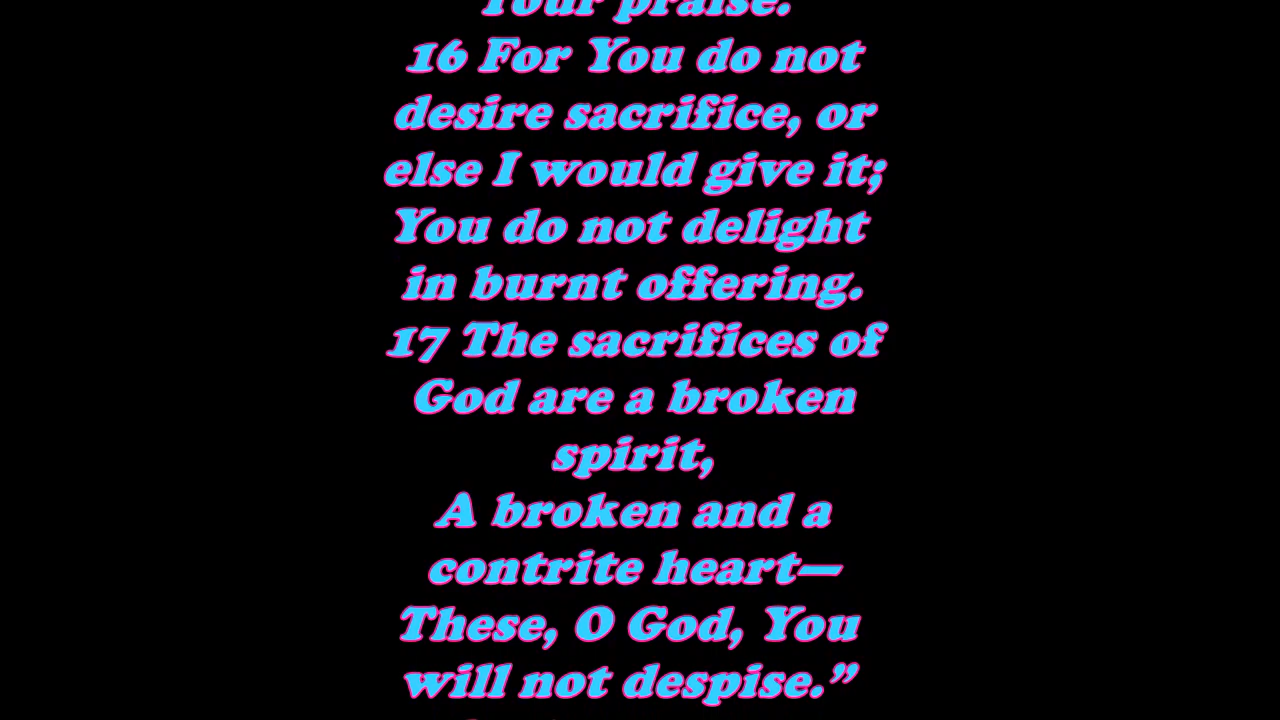 Your praise.
16 For You do not
desire sacrifice, or
else I would give it;
You do not delight
in burnt offering.
17 The sacrifices of
God are a broken
spirit,
A broken and a
contrite heart—
These, O God, You
will not despise.”